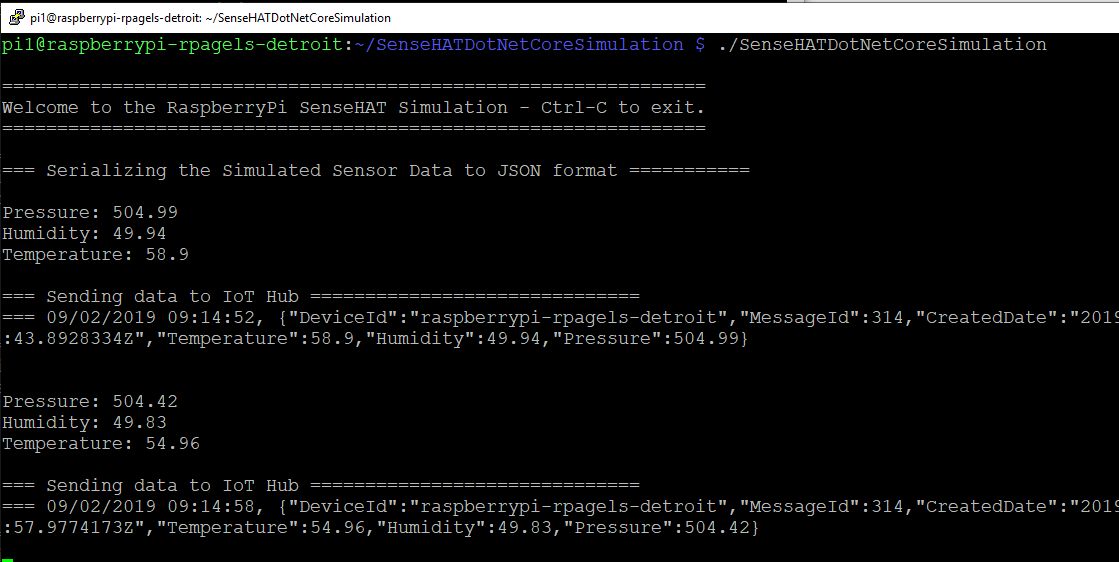 pi1@raspberrypi-rpagels-detroit: ~/SenseHATDotNetCoreSimulation
pi1@raspberrypi-rpagels-detroit:~/SenseHATDotNetCoreSimulation $ ./SenseHATDotNetCoreSimulation
================================================================
Welcome to the RaspberryPi SenseHAT Simulation - Ctrl-C to exit.
================================================================
=== Serializing the Simulated Sensor Data to JSON format ===========
Pressure: 504.99
Humidity: 49.94
Temperature: 58.9
=== Sending data to IoT Hub ==============================
=== 09/02/2019 09:14:52, {"DeviceId":"raspberrypi-rpagels-detroit","MessageId":314,"CreatedDate":"2019
:43.8928334Z","Temperature":58.9,"Humidity":49.94,"Pressure":504.99}
Pressure: 504.42
Humidity: 49.83
Temperature: 54.96
=== Sending data to IoT Hub ==============================
=== 09/02/2019 09:14:58, {"DeviceId":"raspberrypi-rpagels-detroit","MessageId":314,"CreatedDate":"2019
:57.9774173Z","Temperature":54.96,"Humidity":49.83,"Pressure":504.42}